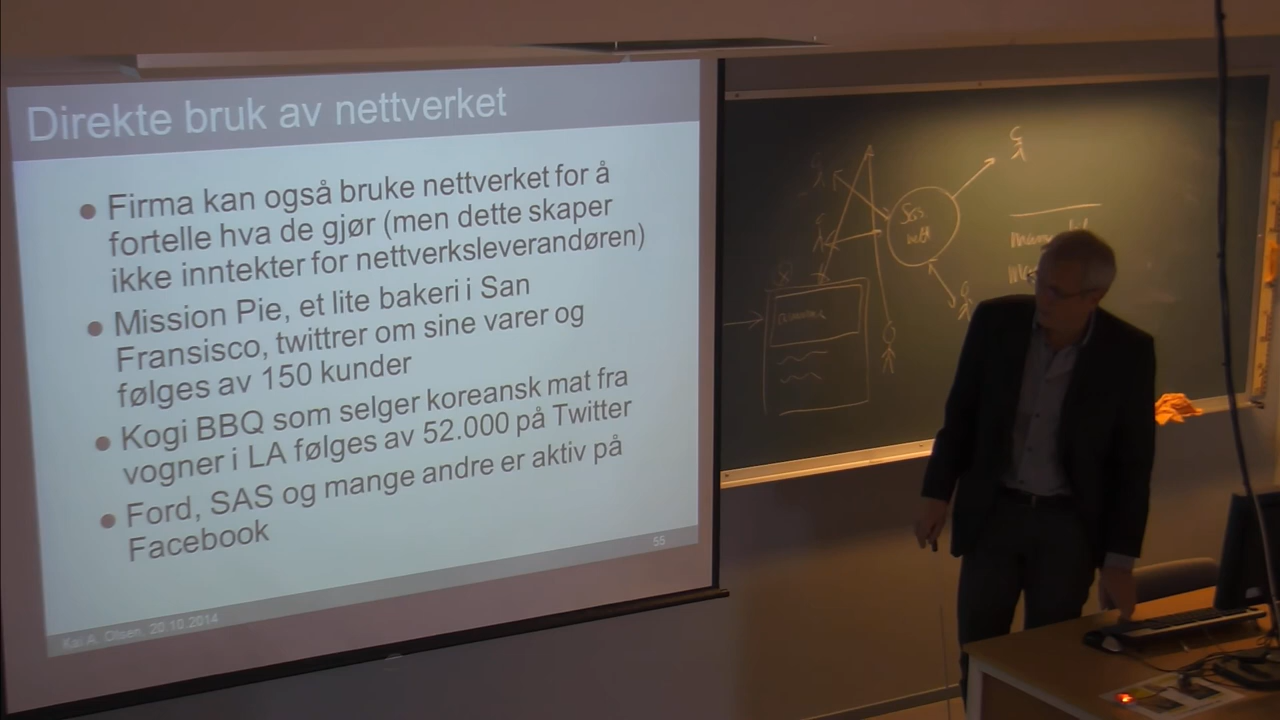 Direkte bruk av nettverket
• Firma kan også bruke nettverket for å
fortelle hva de gjør (men dette skaper
ikke inntekter for nettverksleverandøren)
• Mission Pie, et lite bakeri i San
Fransisco, twittrer om sine varer og
følges av 150 kunder
• Kogi BBQ som selger koreansk mat fra
vogner i LA følges av 52.000 på Twitter
• Ford, SAS og mange andre er aktiv på
Facebook
55
Kai A. Olsen, 20.10.2014